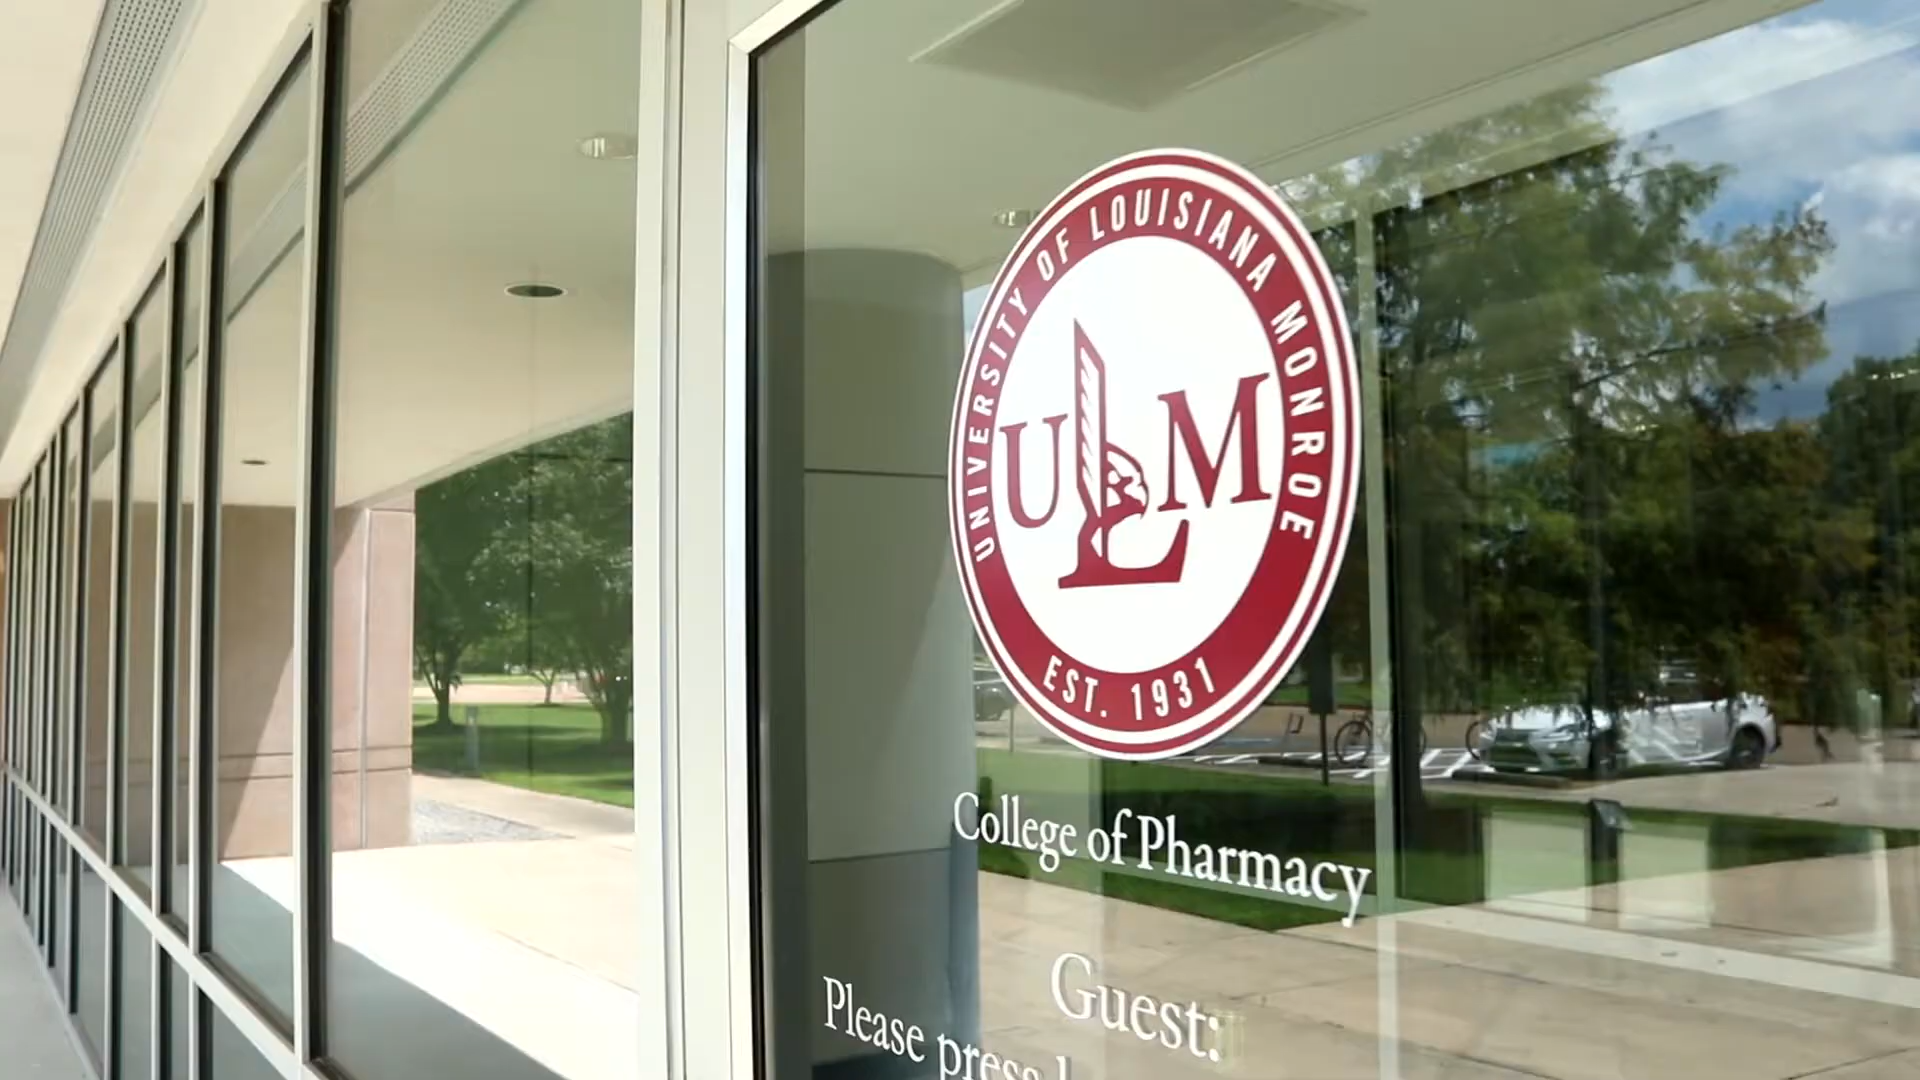 UNIVERSITY OF LOUISIANA MONROE
ULM
EST. 1931
College of Pharmacy
Guest:
Please press